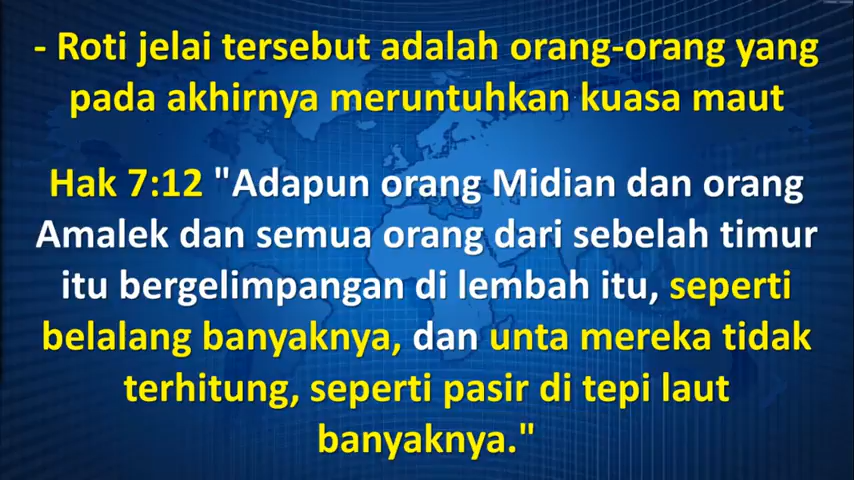 - Roti jelai tersebut adalah orang-orang yang
pada akhirnya meruntuhkan kuasa maut
Hak 7:12 "Adapun orang Midian dan orang
Amalek dan semua orang dari sebelah timur
itu bergelimpangan di lembah itu, seperti
belalang banyaknya, dan unta mereka tidak
terhitung, seperti pasir di tepi laut
banyaknya."